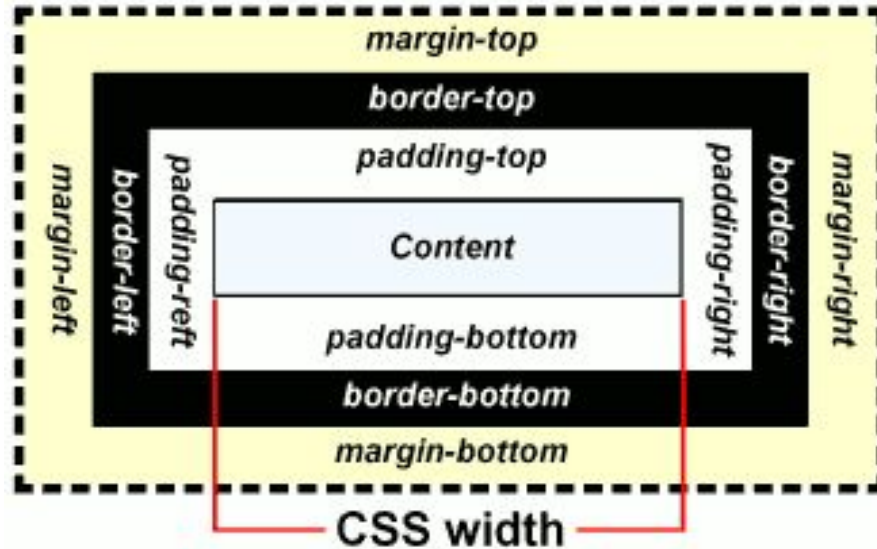 margin-top
border-top
padding-top
margin-left
border-left
padding-reft
Content
padding-right
border-right
margin-right
padding-bottom
border-bottom
margin-bottom
CSS width